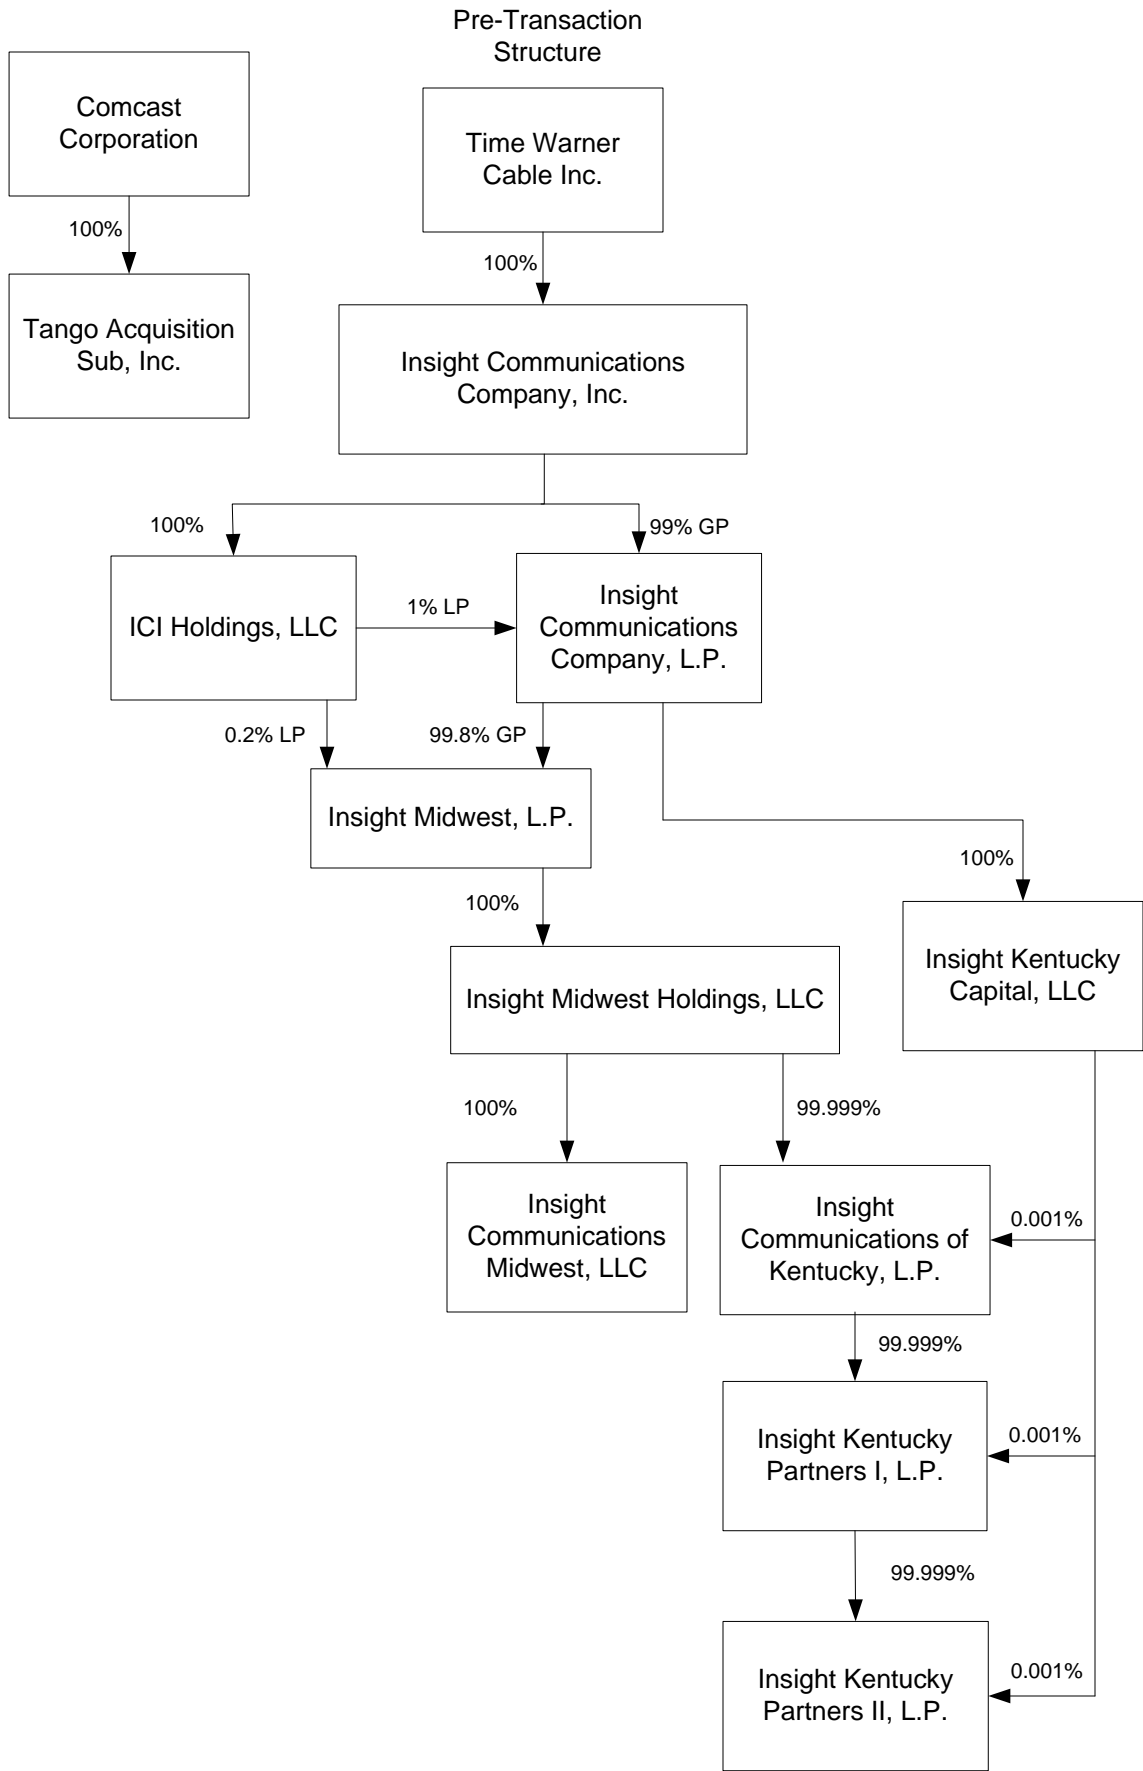 Pre-Transaction
Structure
Comcast
Corporation
Time Warner
Cable Inc.
100%
100%
Tango Acquisition
Sub, Inc.
Insight Communications
Company, Inc.
100%
99% GP
ICI Holdings, LLC
1% LP
Insight
Communications
Company, L.P.
0.2% LP
99.8% GP
Insight Midwest, L.P.
100%
100%
Insight Midwest Holdings, LLC
Insight Kentucky
Capital, LLC
100%
99.999%
Insight
Communications
Midwest, LLC
Insight
Communications of
Kentucky, L.P.
0.001%
99.999%
Insight Kentucky
Partners I, L.P.
0.001%
99.999%
Insight Kentucky
Partners II, L.P.
0.001%